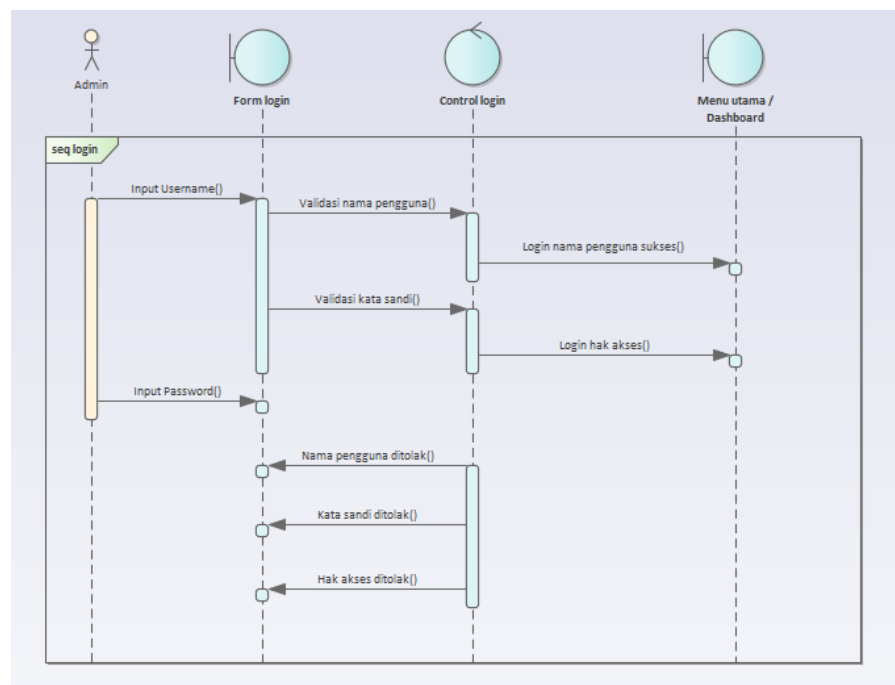 Admin
Form login
Control login
Menu utama /
Dashboard
seq login
Input Username()
Validasi nama pengguna()
Login nama pengguna sukses()
Validasi kata sandi()
Login hak akses()
Input Password()
Nama pengguna ditolak()
Kata sandi ditolak()
Hak akses ditolak()